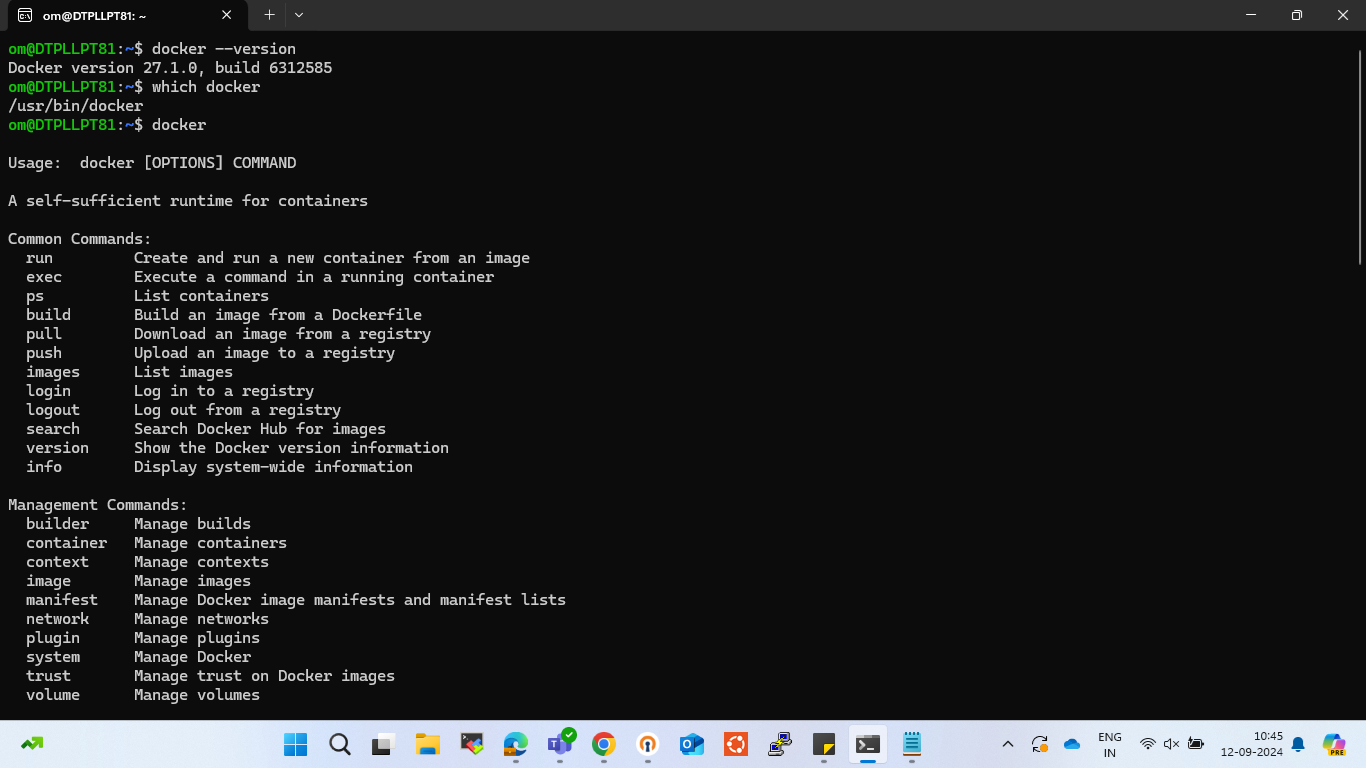 om@DTPLLPT81: ~
om@DTPLLPT81:~$ docker --version
Docker version 27.1.0, build 6312585
om@DTPLLPT81:~$ which docker
/usr/bin/docker
om@DTPLLPT81:~$ docker
Usage:  docker [OPTIONS] COMMAND
A self-sufficient runtime for containers
Common Commands:
  run         Create and run a new container from an image
  exec        Execute a command in a running container
  ps          List containers
  build       Build an image from a Dockerfile
  pull        Download an image from a registry
  push        Upload an image to a registry
  images      List images
  login       Log in to a registry
  logout      Log out from a registry
  search      Search Docker Hub for images
  version     Show the Docker version information
  info        Display system-wide information
Management Commands:
  builder     Manage builds
  container   Manage containers
  context     Manage contexts
  image       Manage images
  manifest    Manage Docker image manifests and manifest lists
  network     Manage networks
  plugin      Manage plugins
  system      Manage Docker
  trust       Manage trust on Docker images
  volume      Manage volumes
ENG
IN
10:45
12-09-2024
PRE